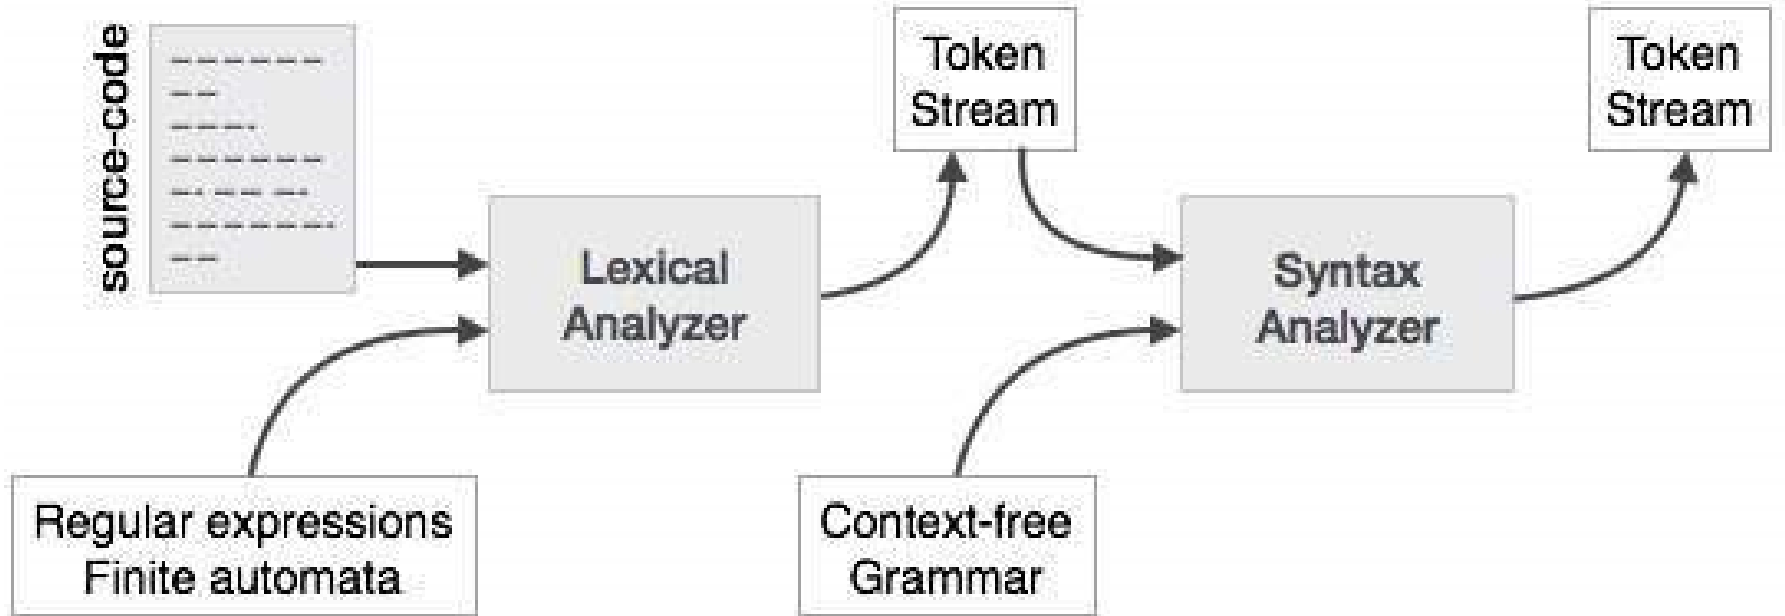 source-code
Token
Stream
Token
Stream
Lexical
Analyzer
Syntax
Analyzer
Regular expressions
Finite automata
Context-free
Grammar